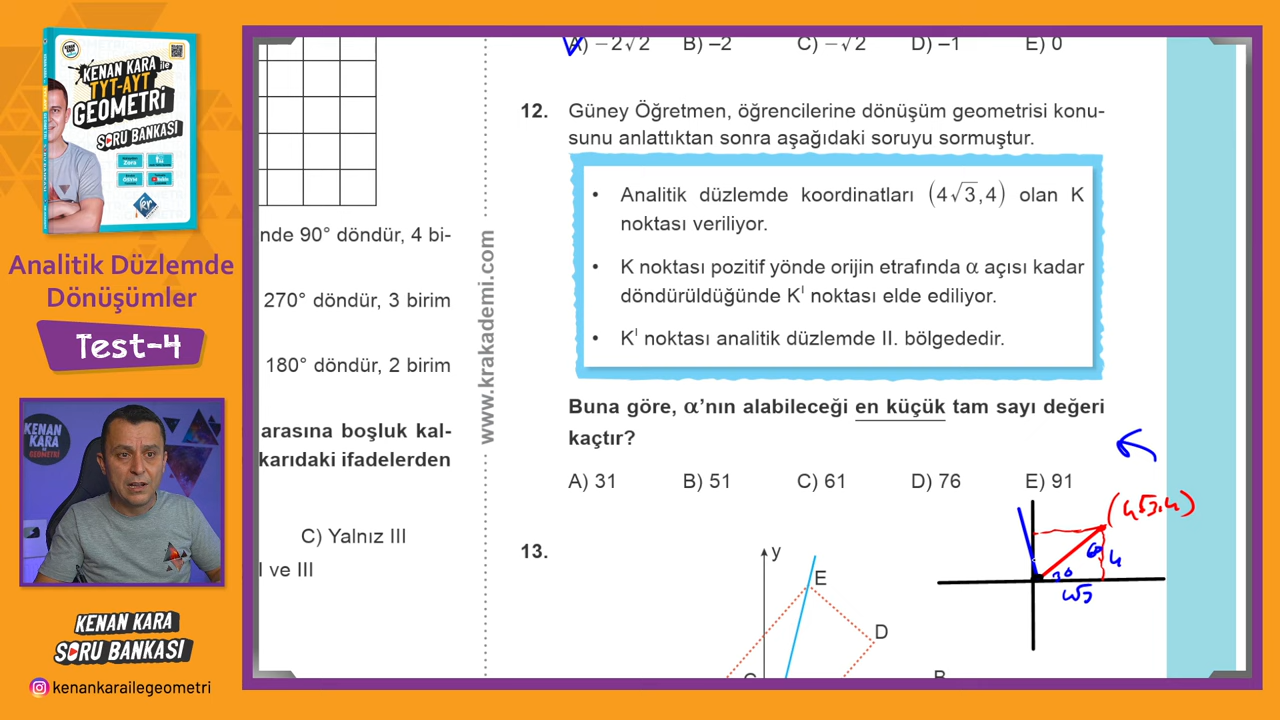 KENAN KARA ile
TYT-AYT
GEOMETRİ
SORU BANKASI
Analitik Düzlemde
Dönüşümler
Test-4
KENAN
KARA
GEOMETRI
KENAN KARA
SORU BANKASI
kenankarailegeometri
nde 90° döndür, 4 bi-
270° döndür, 3 birim
180° döndür, 2 birim
arasına boşluk kal-
karıdaki ifadelerden
C) Yalnız III
I ve III
www.krakademi.com
A) −2√2 B) –2 C) −√2 D) –1 E) 0
12. Güney Öğretmen, öğrencilerine dönüşüm geometrisi konu-
sunu anlattıktan sonra aşağıdaki soruyu sormuştur.
• Analitik düzlemde koordinatları (4√3,4) olan K
noktası veriliyor.
• K noktası pozitif yönde orijin etrafında α açısı kadar
döndürüldüğünde Kᴵ noktası elde ediliyor.
• Kᴵ noktası analitik düzlemde II. bölgededir.
Buna göre, α’nın alabileceği en küçük tam sayı değeri
kaçtır?
A) 31 B) 51 C) 61 D) 76 E) 91
(4√3,4)
60
4
30
4√3
13.
y
E
D
C
B